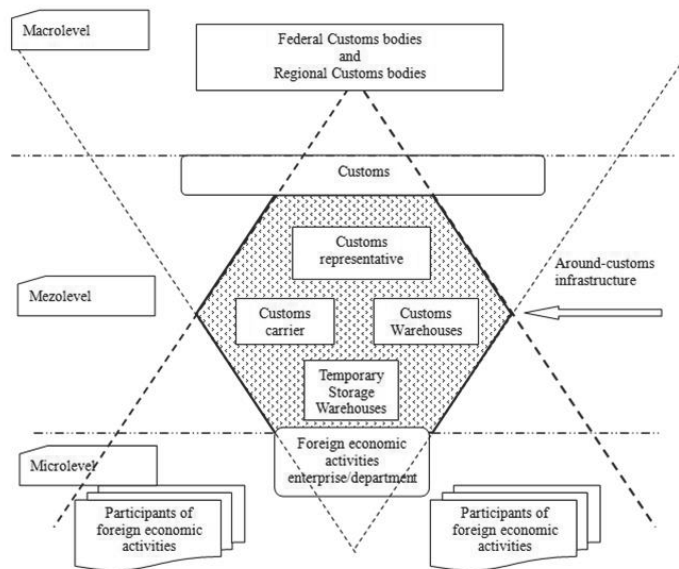 Macrolevel
Federal Customs bodies
and
Regional Customs bodies
Customs
Customs
representative
Around-customs
infrastructure
Mezolevel
Customs
carrier
Customs
Warehouses
Temporary
Storage
Warehouses
Foreign economic
activities
enterprise/department
Microlevel
Participants of
foreign economic
activities
Participants of
foreign economic
activities